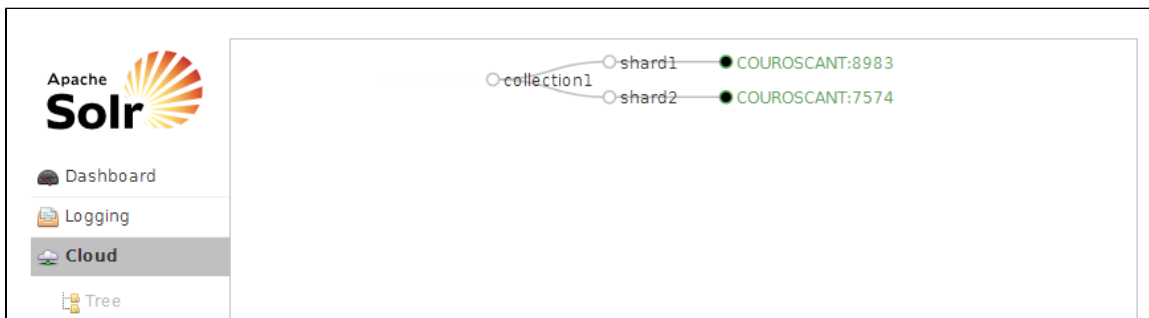 Apache
Solr
Dashboard
Logging
Cloud
Tree
collection1
shard1
COUROSCANT:8983
shard2
COUROSCANT:7574